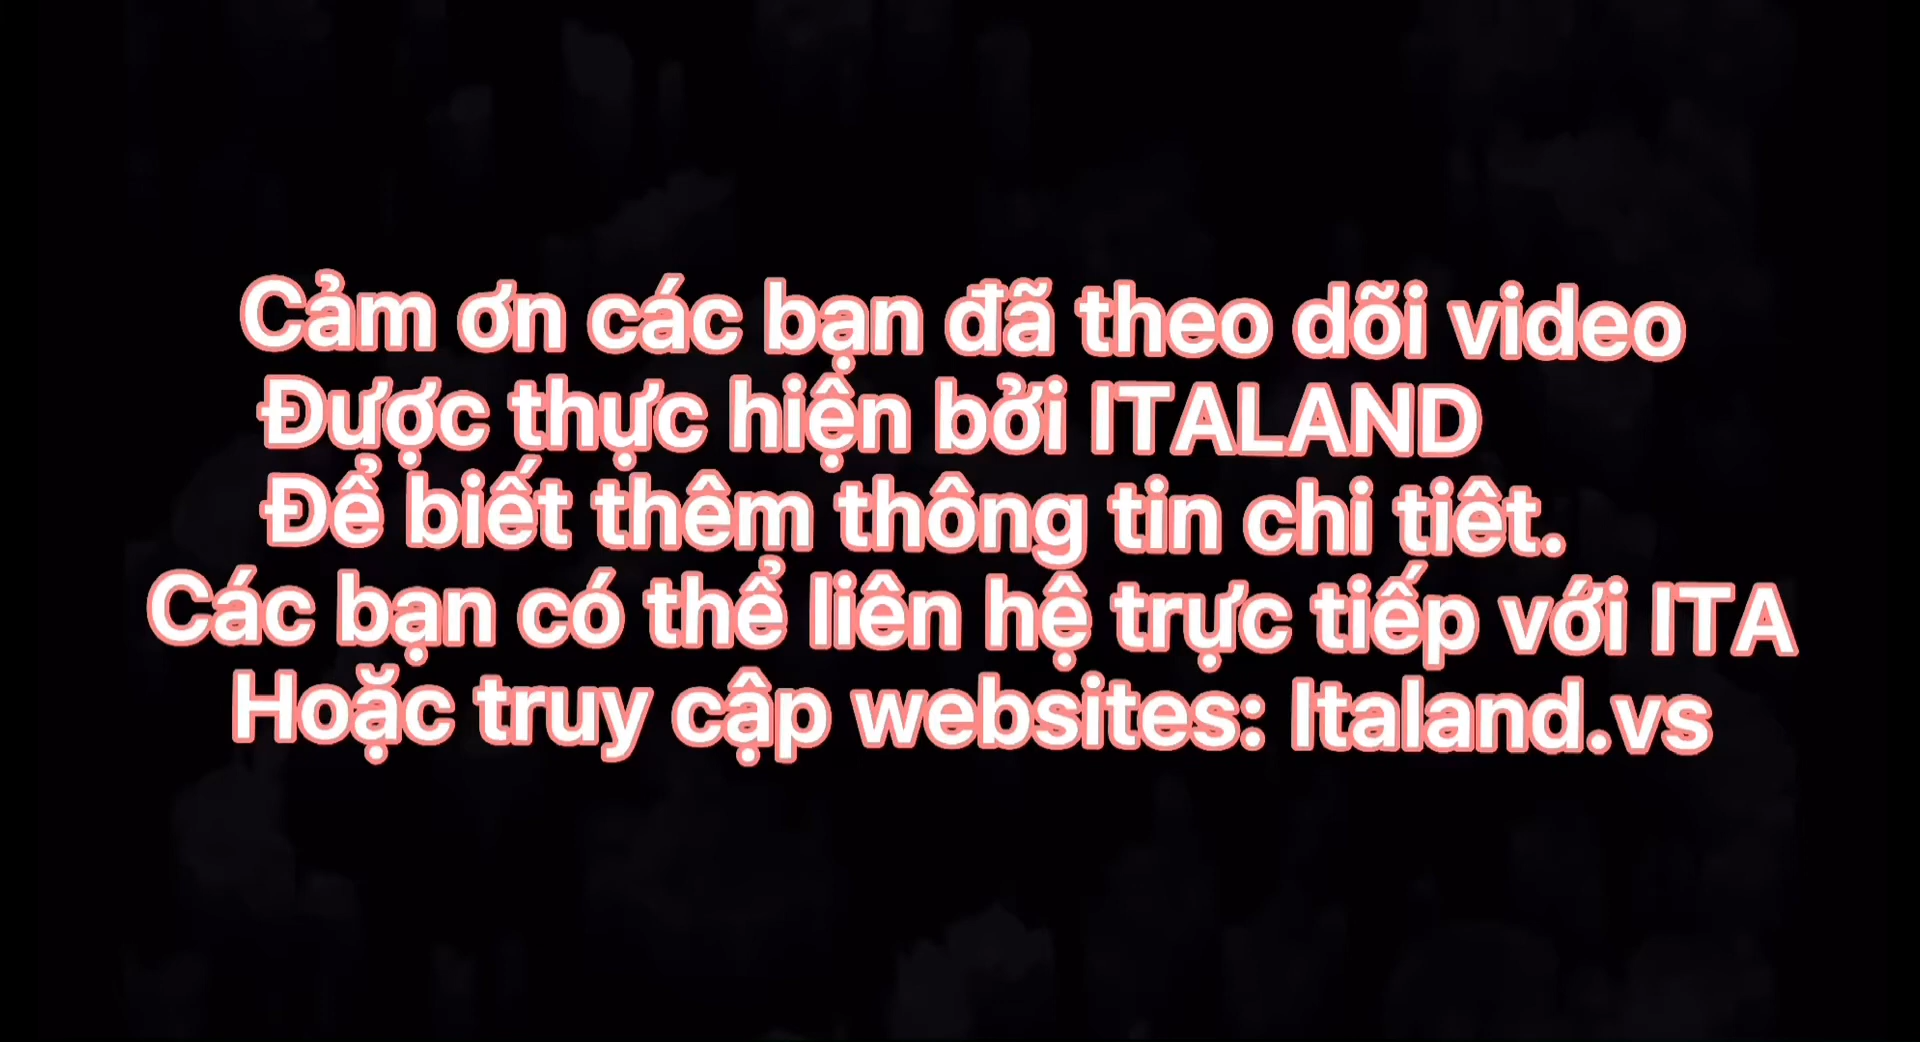 Cảm ơn các bạn đã theo dõi video
Được thực hiện bởi ITALAND
Để biết thêm thông tin chi tiêt.
Các bạn có thể liên hệ trực tiếp với ITA
Hoặc truy cập websites: Italand.vs